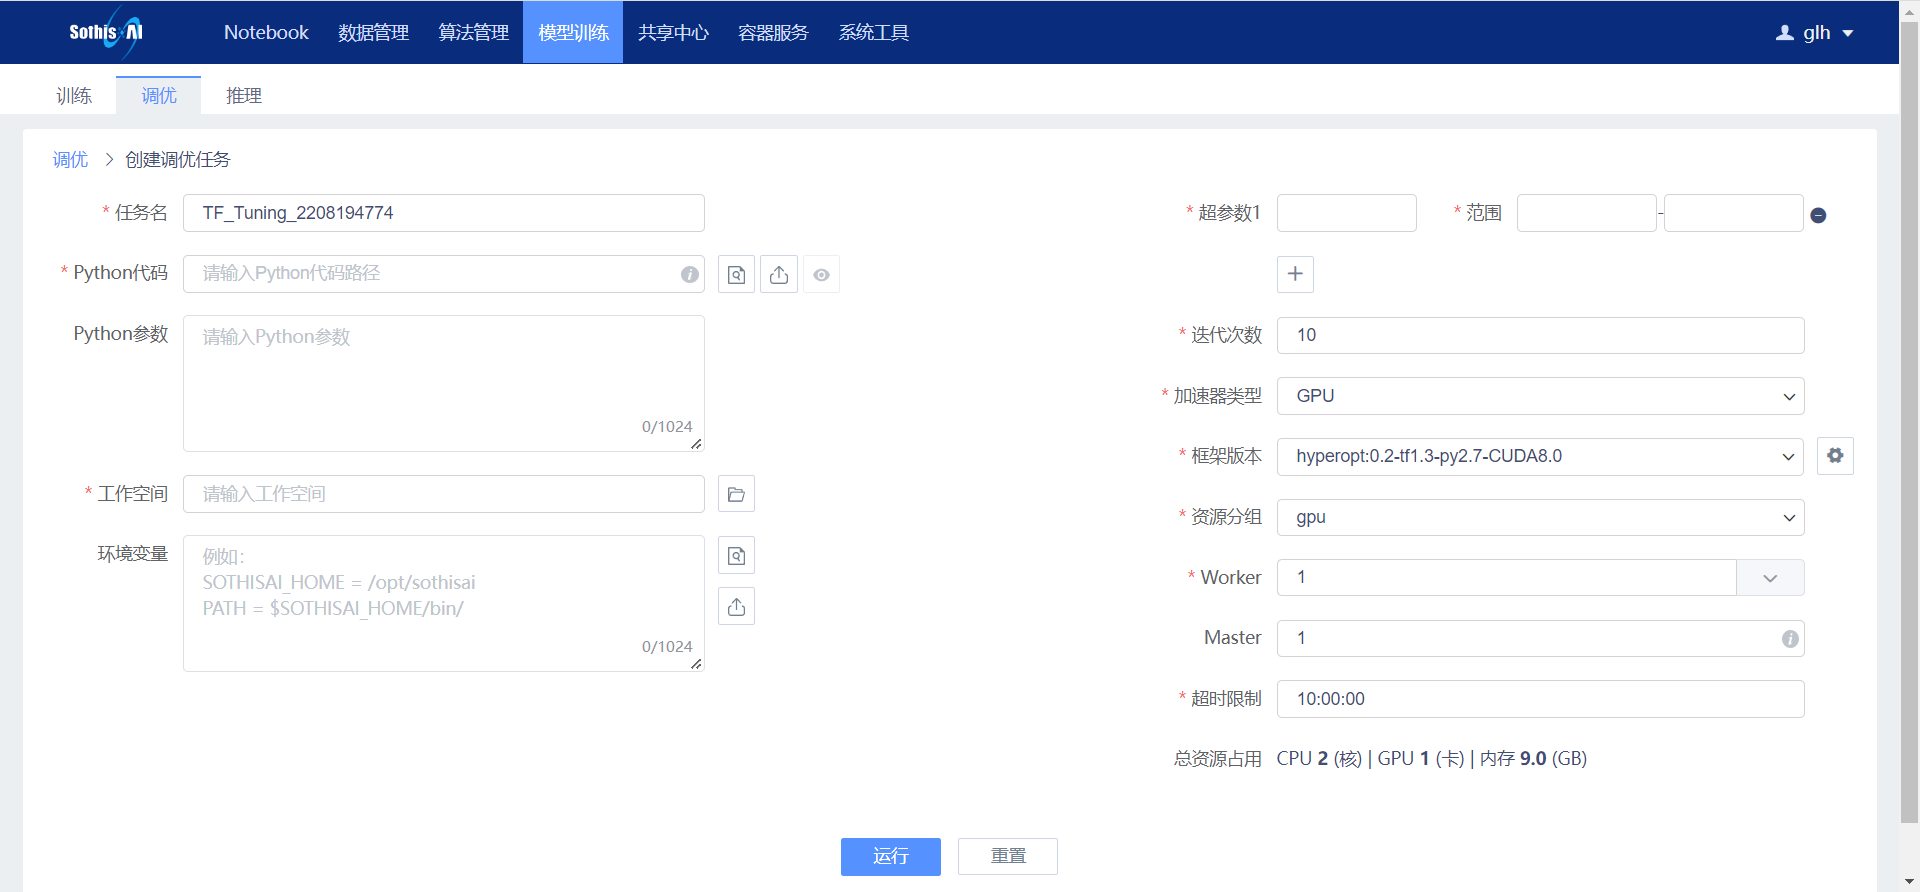 SothisAI
Notebook 数据管理 算法管理 模型训练 共享中心 容器服务 系统工具 glh
训练 调优 推理
调优 > 创建调优任务
* 任务名 TF_Tuning_2208194774
* 超参数1 * 范围 -
* Python代码 请输入Python代码路径
Python参数 请输入Python参数
0/1024
* 迭代次数 10
* 加速器类型 GPU
* 框架版本 hyperopt:0.2-tf1.3-py2.7-CUDA8.0
* 工作空间 请输入工作空间
* 资源分组 gpu
环境变量 例如:
SOTHISAI_HOME = /opt/sothisai
PATH = $SOTHISAI_HOME/bin/
0/1024
* Worker 1
Master 1
* 超时限制 10:00:00
总资源占用 CPU 2 (核) | GPU 1 (卡) | 内存 9.0 (GB)
运行 重置